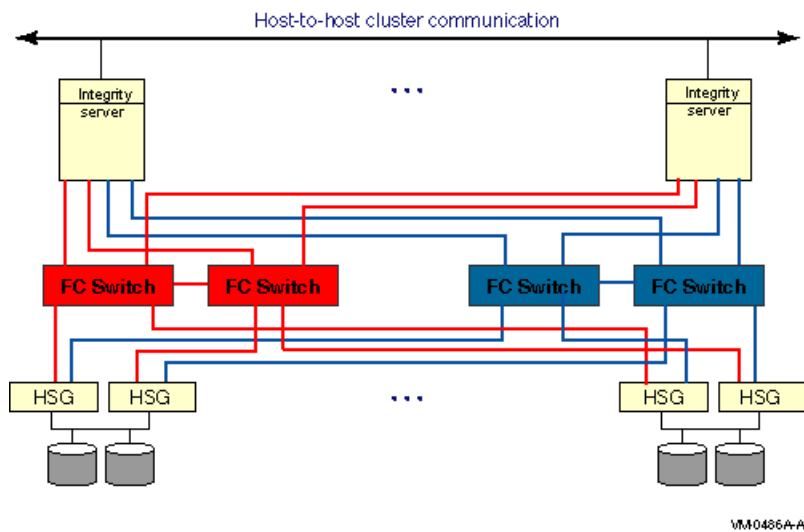 Host-to-host cluster communication
Integrity
server
...
Integrity
server
FC Switch
FC Switch
FC Switch
FC Switch
HSG
HSG
...
HSG
HSG
VM-0486A-AI